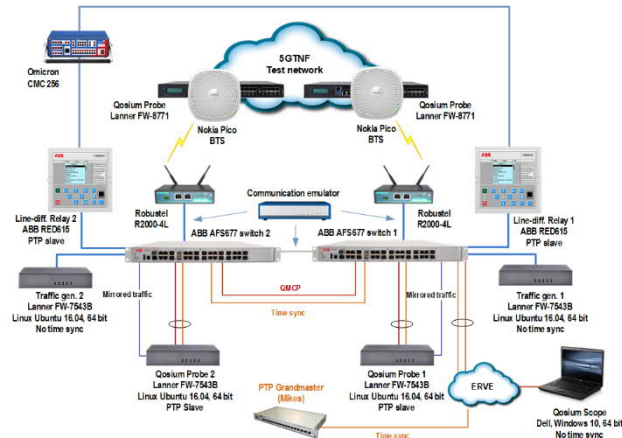 5GTNF
Test network
Omicron
CMC 256
Qosium Probe
Lanner FW-8771
Nokia Pico
BTS
Nokia Pico
BTS
Qosium Probe
Lanner FW-8771
ABB
ABB
Line-diff. Relay 2
ABB RED615
PTP slave
Robustel
R2000-4L
Communication emulator
Robustel
R2000-4L
Line-diff. Relay 1
ABB RED615
PTP slave
ABB AFS677 switch 2
ABB AFS677 switch 1
Traffic gen. 2
Lanner FW-7543B
Linux Ubuntu 16.04, 64 bit
No time sync
Mirrored traffic
QMCP
Time sync
Mirrored traffic
Traffic gen. 1
Lanner FW-7543B
Linux Ubuntu 16.04, 64 bit
No time sync
Qosium Probe 2
Lanner FW-7543B
Linux Ubuntu 16.04, 64 bit
PTP Slave
Qosium Probe 1
Lanner FW-7543B
Linux Ubuntu 16.04, 64 bit
PTP Slave
PTP Grandmaster
(Mikes)
Time sync
ERVE
Qosium Scope
Dell, Windows 10, 64 bit
No time sync